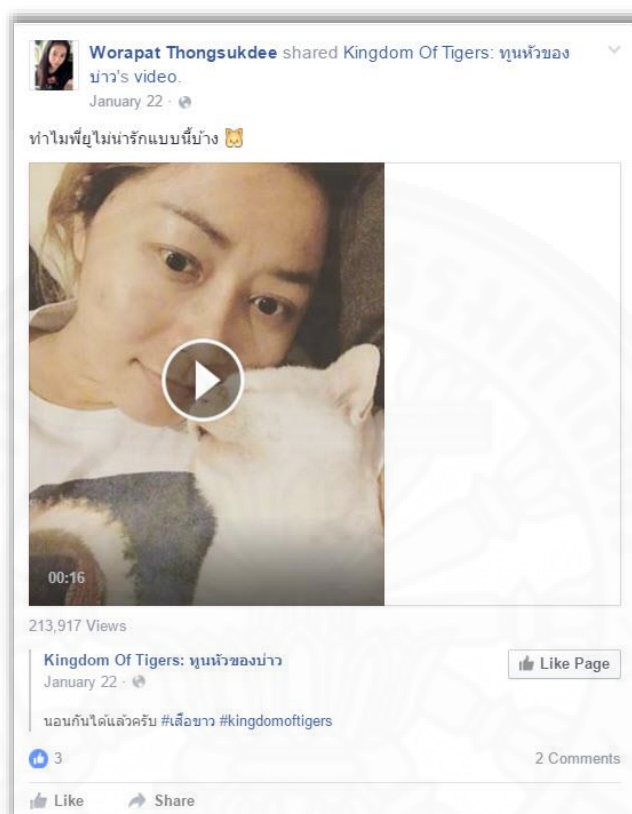 Worapat Thongsukdee shared Kingdom Of Tigers: ทูนหัวของ
บ่าว's video.
January 22 ·
ทำไมพี่ยูไม่น่ารักแบบนี้บ้าง
00:16
213,917 Views
Kingdom Of Tigers: ทูนหัวของบ่าว
Like Page
January 22 ·
นอนกันได้แล้วครับ #เสือขาว #kingdomoftigers
3
2 Comments
Like Share